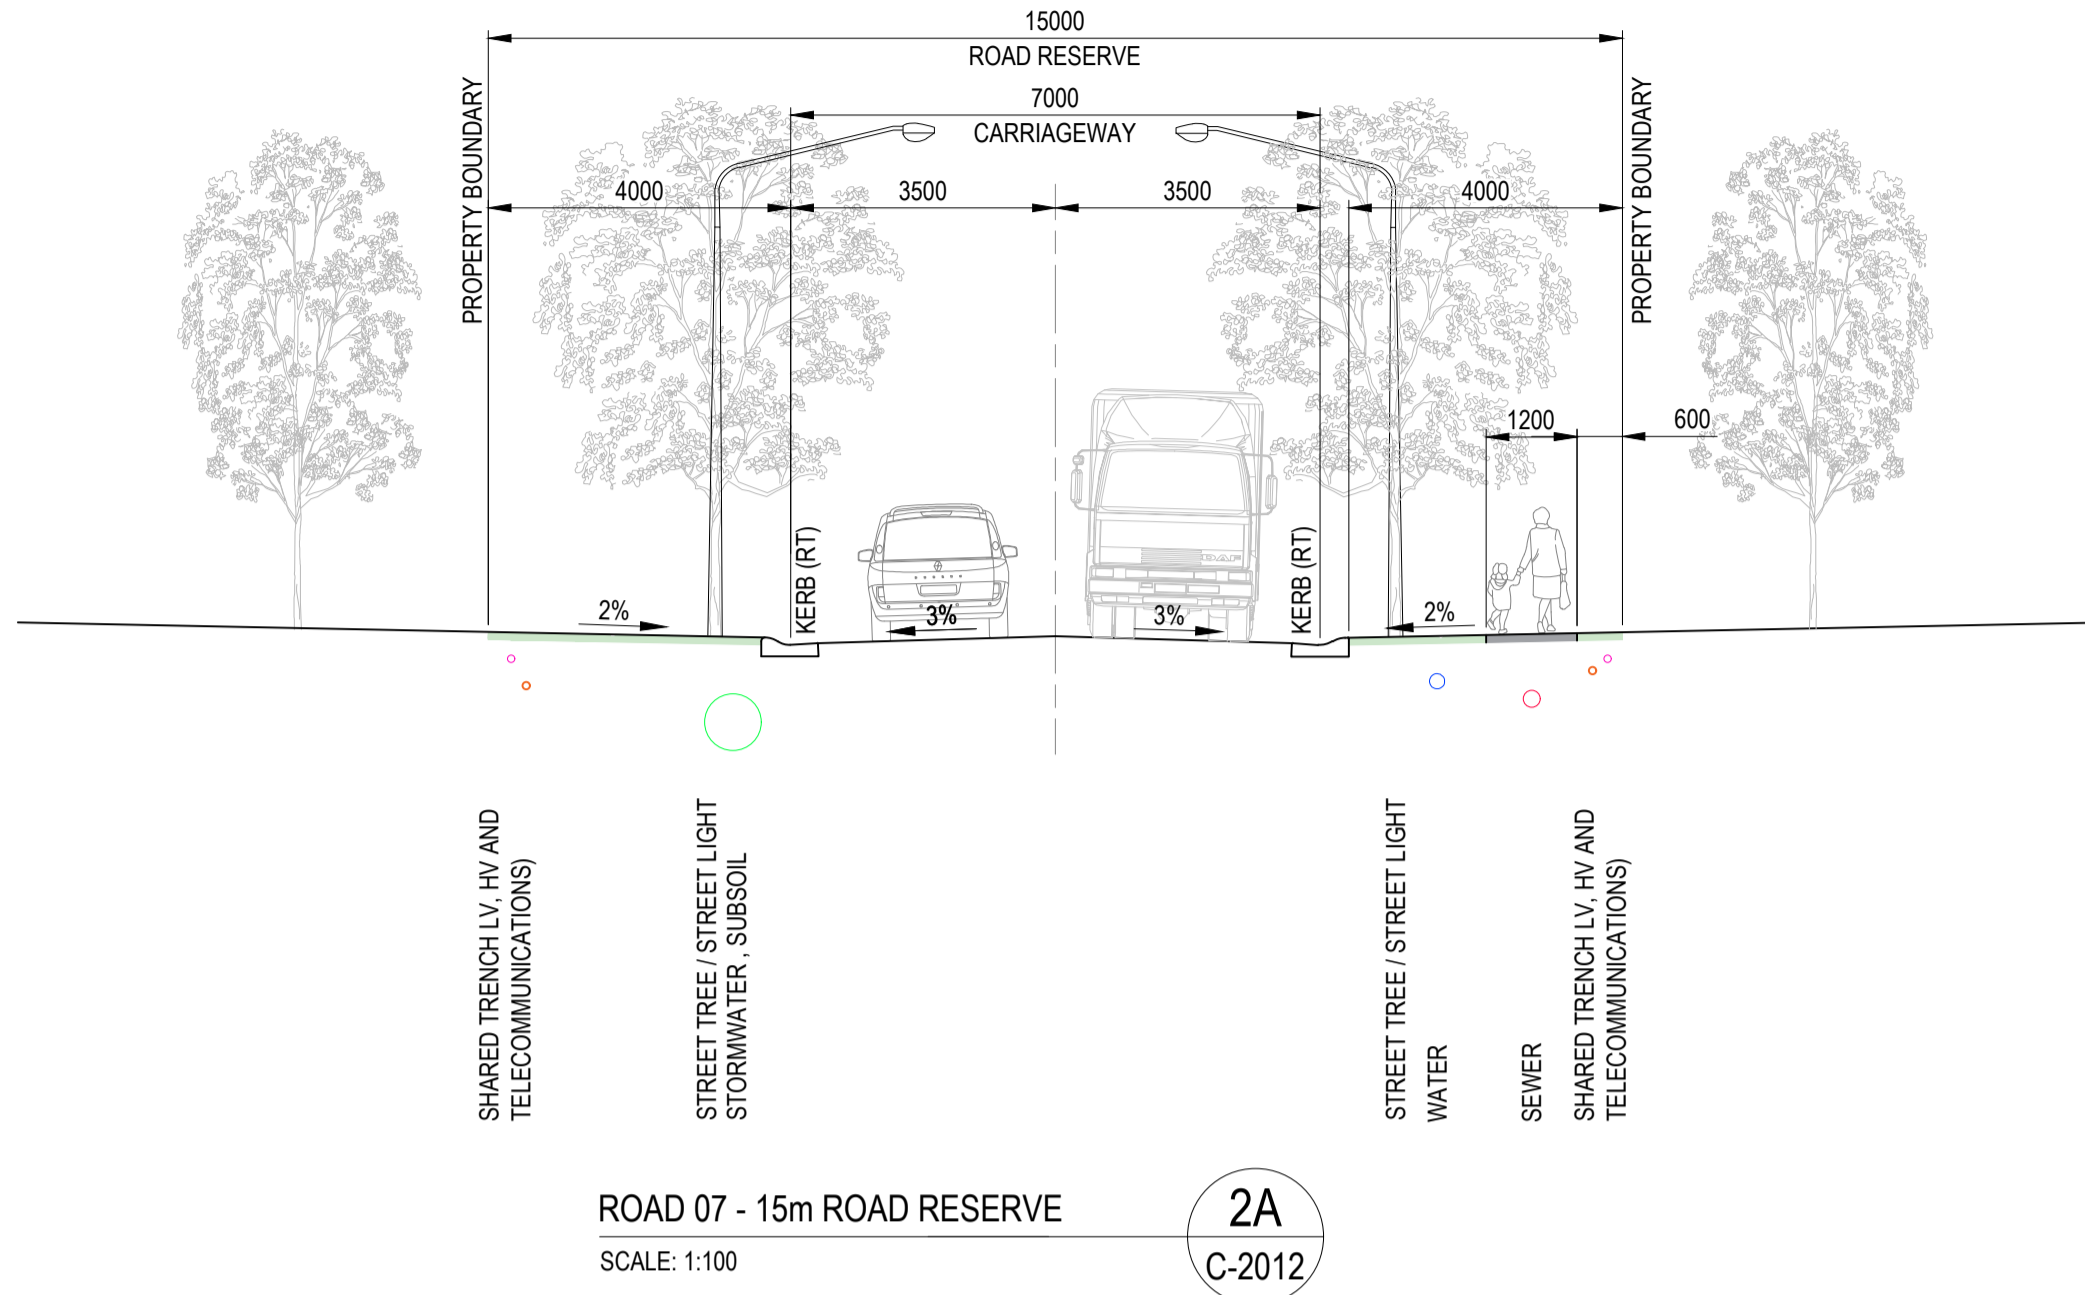 15000
ROAD RESERVE
7000
CARRIAGEWAY
PROPERTY BOUNDARY
PROPERTY BOUNDARY
4000
3500
3500
4000
1200
600
KERB (RT)
KERB (RT)
DAF
2%
3%
3%
2%
SHARED TRENCH LV, HV AND
TELECOMMUNICATIONS)
STREET TREE / STREET LIGHT
STORMWATER , SUBSOIL
STREET TREE / STREET LIGHT
WATER
SEWER
SHARED TRENCH LV, HV AND
TELECOMMUNICATIONS)
ROAD 07 - 15m ROAD RESERVE
SCALE: 1:100
2A
C-2012